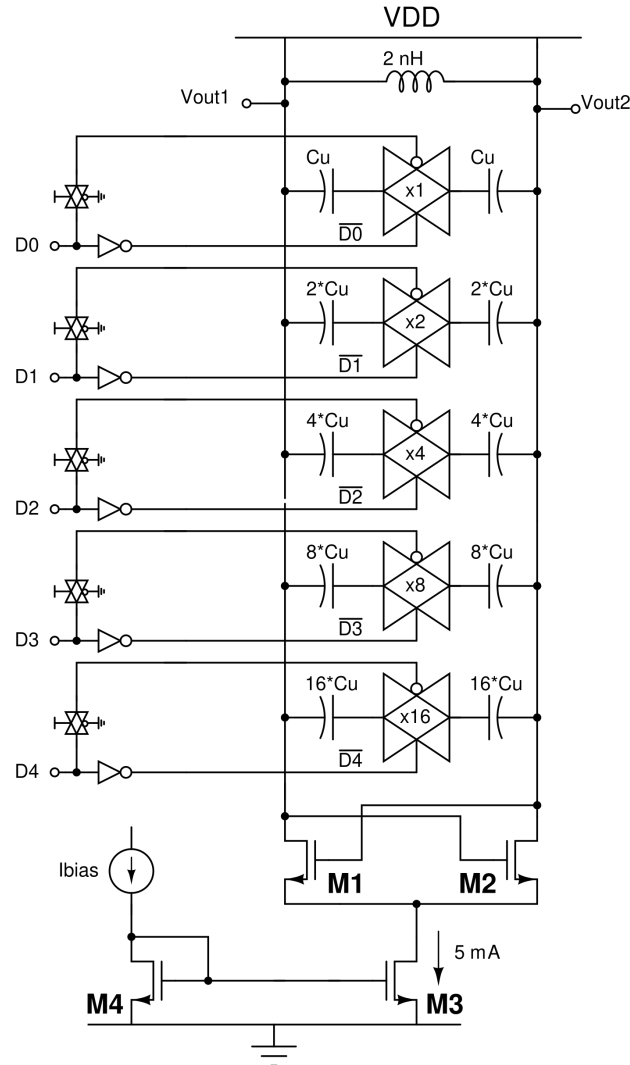 VDD
2 nH
Vout1
Vout2
Cu
Cu
x1
D0
D0
2*Cu
2*Cu
x2
D1
D1
4*Cu
4*Cu
x4
D2
D2
8*Cu
8*Cu
x8
D3
D3
16*Cu
16*Cu
x16
D4
D4
Ibias
M1
M2
5 mA
M4
M3